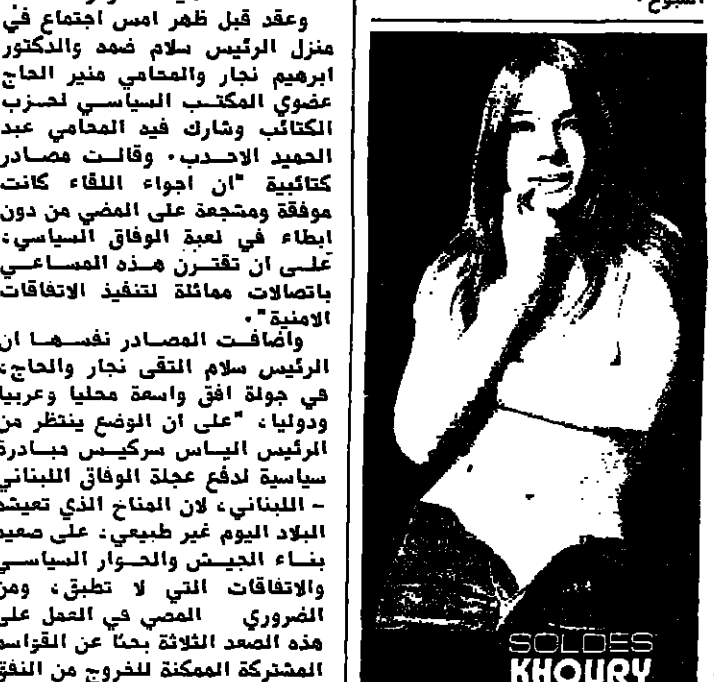 وعقد قبل ظهر امس اجتماع في
منزل الرئيس سلام ضمه والدكتور
ابرهيم نجار والمحامي منير الحاج
عضوي المكتب السياسي لحزب
الكتائب وشارك فيه المحامي عبد
الحميد الاحدب. وقالت مصادر
كتائبية "ان اجواء اللقاء كانت
موفقة ومشجعة على المضي من دون
ابطاء في لعبة الوفاق السياسي،
على ان تقترن هذه المساعي
باتصالات مماثلة لتنفيذ الاتفاقات
الامنية".
واضافت المصادر نفسها ان
الرئيس سلام التقى نجار والحاج،
في جولة افق واسعة محليا وعربيا
ودوليا، "على ان الوضع ينتظر من
الرئيس الياس سركيس مبادرة
سياسية لدفع عجلة الوفاق اللبناني
- اللبناني، لان المناخ الذي تعيشه
البلاد اليوم غير طبيعي، على صعيد
بناء الجيش والحوار السياسي
والاتفاقات التي لا تطبق، ومن
الضروري المضي في العمل على
هذه الصعد الثلاثة بحثا عن القواسم
المشتركة الممكنة للخروج من النفق
SOLDES
KHOURY